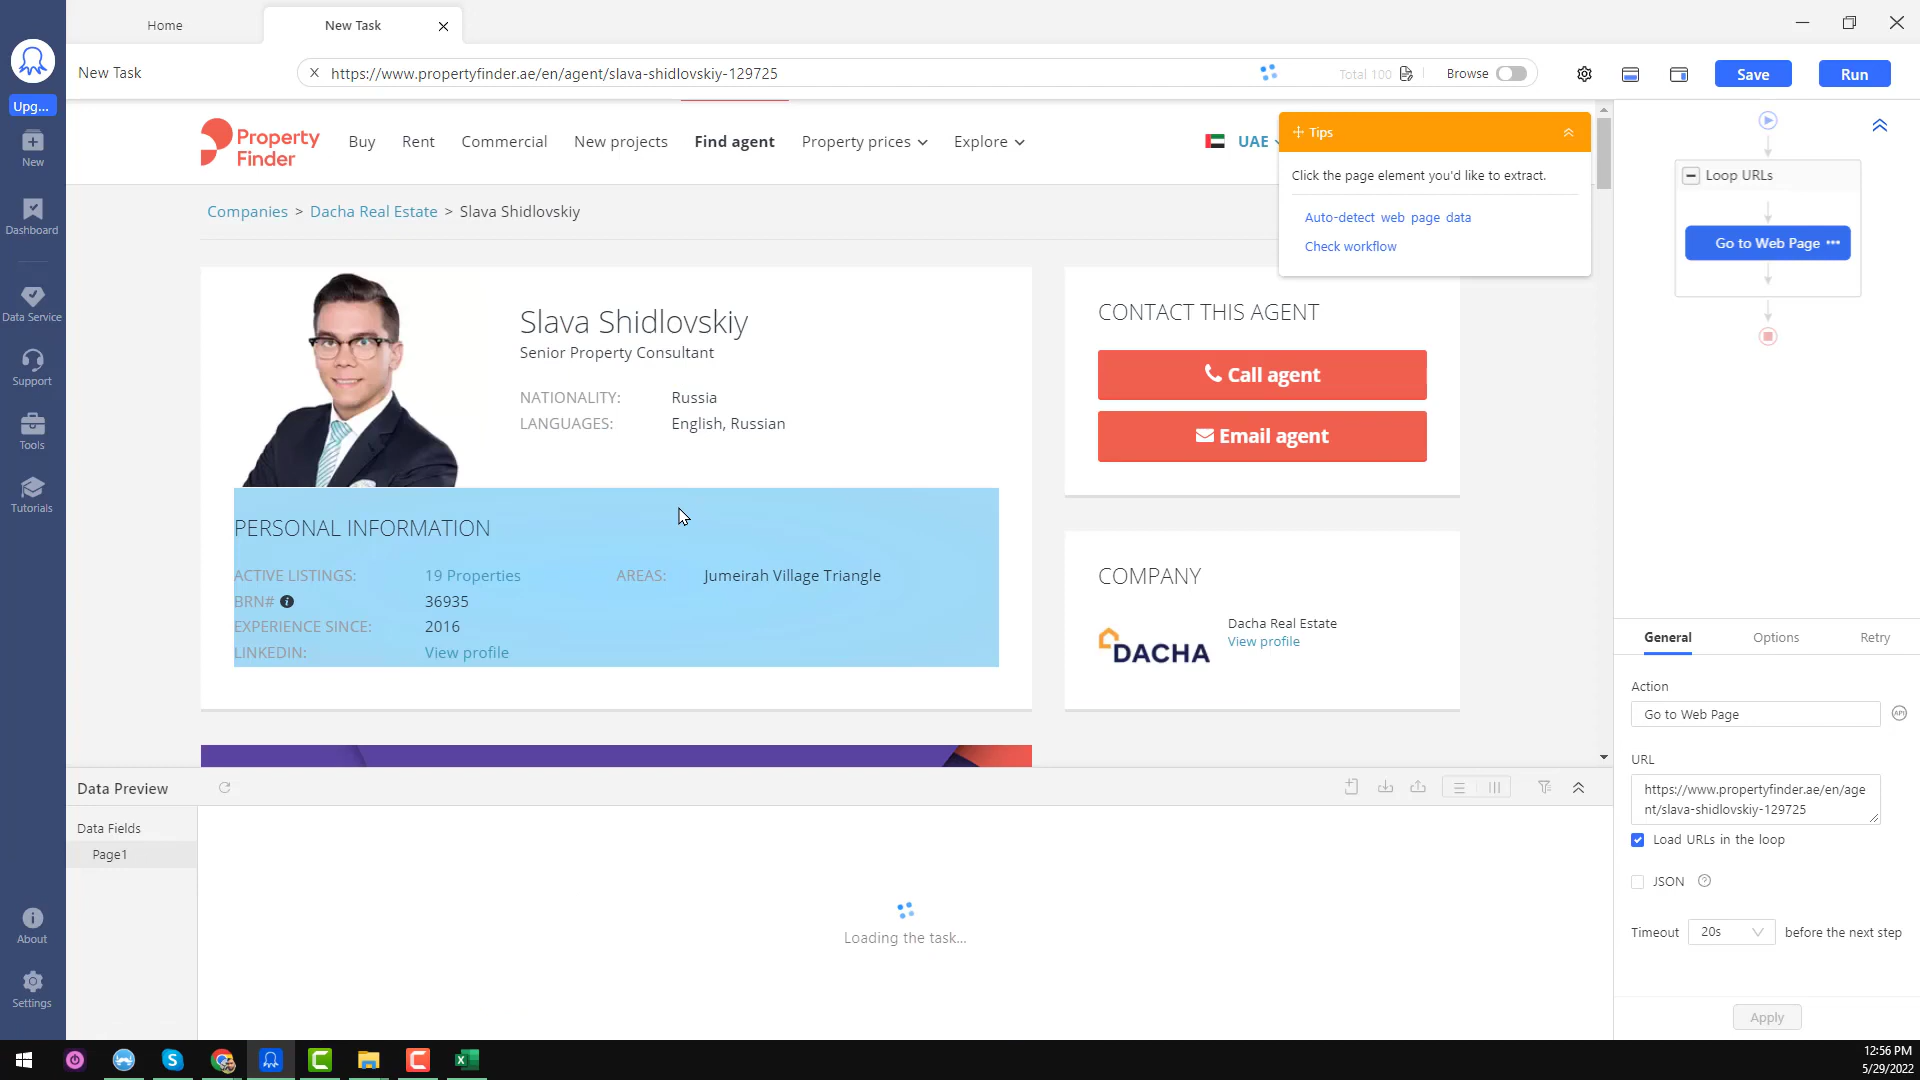 Home
New Task
New Task
https://www.propertyfinder.ae/en/agent/slava-shidlovskiy-129725
Total 100
Browse
Save
Run
Upg...
New
Dashboard
Data Service
Support
Tools
Tutorials
About
Settings
Property
Finder
Buy
Rent
Commercial
New projects
Find agent
Property prices
Explore
UAE
Tips
Click the page element you'd like to extract.
Auto-detect web page data
Check workflow
Companies > Dacha Real Estate > Slava Shidlovskiy
Slava Shidlovskiy
Senior Property Consultant
NATIONALITY: Russia
LANGUAGES: English, Russian
PERSONAL INFORMATION
ACTIVE LISTINGS: 19 Properties AREAS: Jumeirah Village Triangle
BRN# 36935
EXPERIENCE SINCE: 2016
LINKEDIN: View profile
CONTACT THIS AGENT
Call agent
Email agent
COMPANY
DACHA
Dacha Real Estate
View profile
Loop URLs
Go to Web Page
General
Options
Retry
Action
Go to Web Page
API
URL
https://www.propertyfinder.ae/en/age
nt/slava-shidlovskiy-129725
Load URLs in the loop
JSON
Timeout 20s before the next step
Apply
Data Preview
Data Fields
Page1
Loading the task...
12:56 PM
5/29/2022